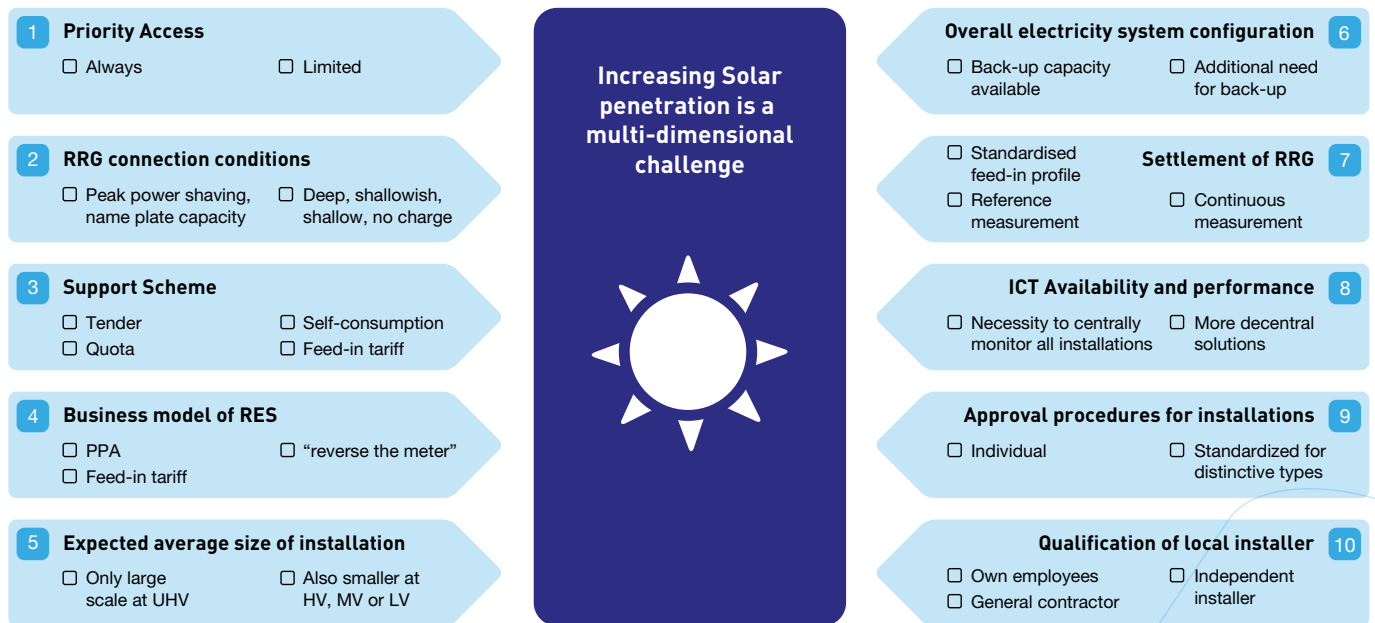 1 Priority Access
Always
Limited
2 RRG connection conditions
Peak power shaving,
name plate capacity
Deep, shallowish,
shallow, no charge
3 Support Scheme
Tender
Self-consumption
Quota
Feed-in tariff
4 Business model of RES
PPA
“reverse the meter”
Feed-in tariff
5 Expected average size of installation
Only large
scale at UHV
Also smaller at
HV, MV or LV
Increasing Solar
penetration is a
multi-dimensional
challenge
Overall electricity system configuration 6
Back-up capacity
available
Additional need
for back-up
Settlement of RRG 7
Standardised
feed-in profile
Reference
measurement
Continuous
measurement
ICT Availability and performance 8
Necessity to centrally
monitor all installations
More decentral
solutions
Approval procedures for installations 9
Individual
Standardized for
distinctive types
Qualification of local installer 10
Own employees
General contractor
Independent
installer